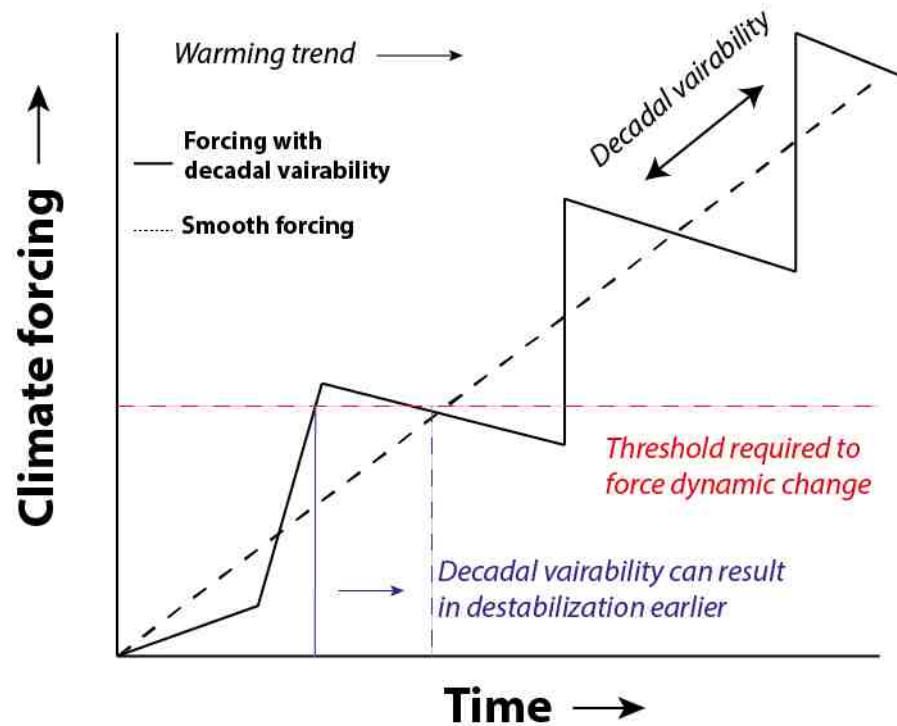 Warming trend
Decadal vairability
Forcing with
decadal vairability
Smooth forcing
Climate forcing
Threshold required to
force dynamic change
Decadal vairability can result
in destabilization earlier
Time